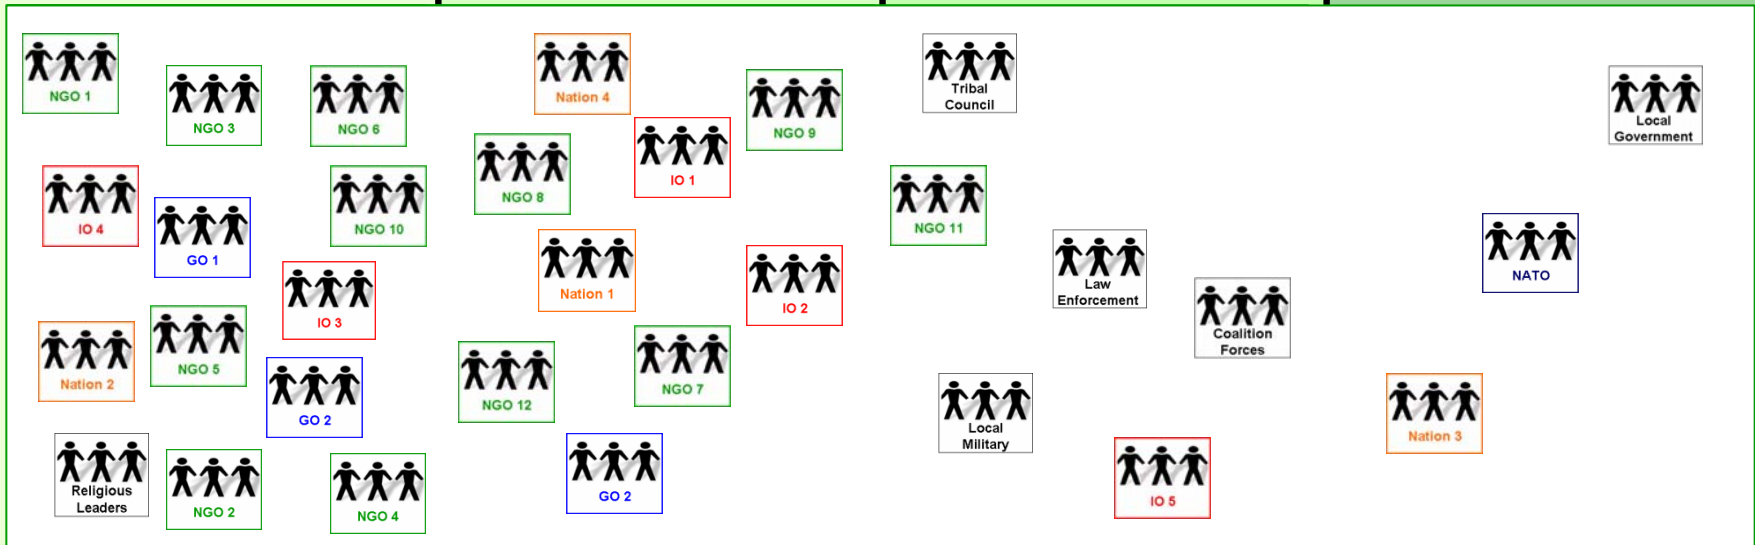 NGO 1
NGO 3
NGO 6
Nation 4
NGO 9
Tribal
Council
Local
Government
IO 4
GO 1
NGO 10
NGO 8
IO 1
NGO 11
IO 3
Nation 1
IO 2
Law
Enforcement
Coalition
Forces
NATO
Nation 2
NGO 5
GO 2
NGO 12
NGO 7
Local
Military
Nation 3
Religious
Leaders
NGO 2
NGO 4
GO 2
IO 5